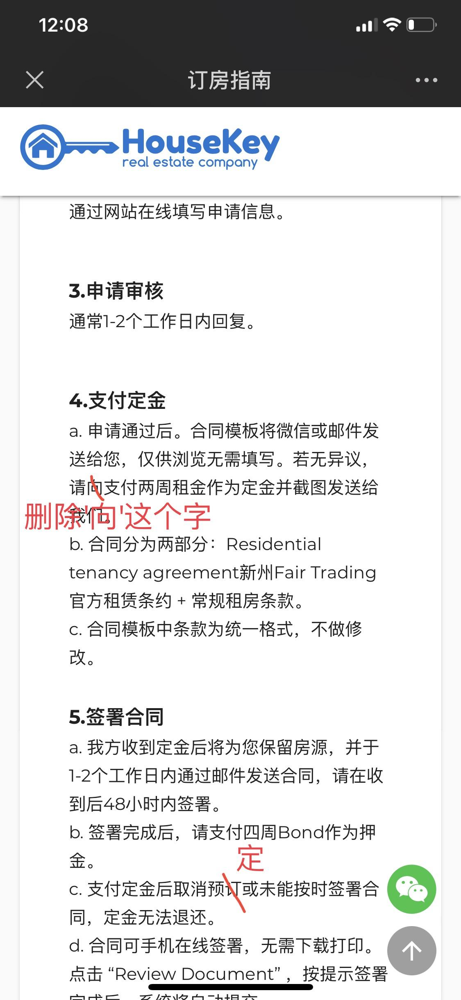 12:08
订房指南
HouseKey
real estate company
通过网站在线填写申请信息。
3.申请审核
通常1-2个工作日内回复。
4.支付定金
a. 申请通过后。合同模板将微信或邮件发
送给您，仅供浏览无需填写。若无异议，
请向支付两周租金作为定金并截图发送给
我们。
删除'向'这个字
b. 合同分为两部分：Residential
tenancy agreement新州Fair Trading
官方租赁条约 + 常规租房条款。
c. 合同模板中条款为统一格式，不做修
改。
5.签署合同
a. 我方收到定金后将为您保留房源，并于
1-2个工作日内通过邮件发送合同，请在收
到后48小时内签署。
b. 签署完成后，请支付四周Bond作为押
金。
定
c. 支付定金后取消预订或未能按时签署合
同，定金无法退还。
d. 合同可手机在线签署，无需下载打印。
点击 “Review Document” ，按提示签署
完成后，系统将自动提交